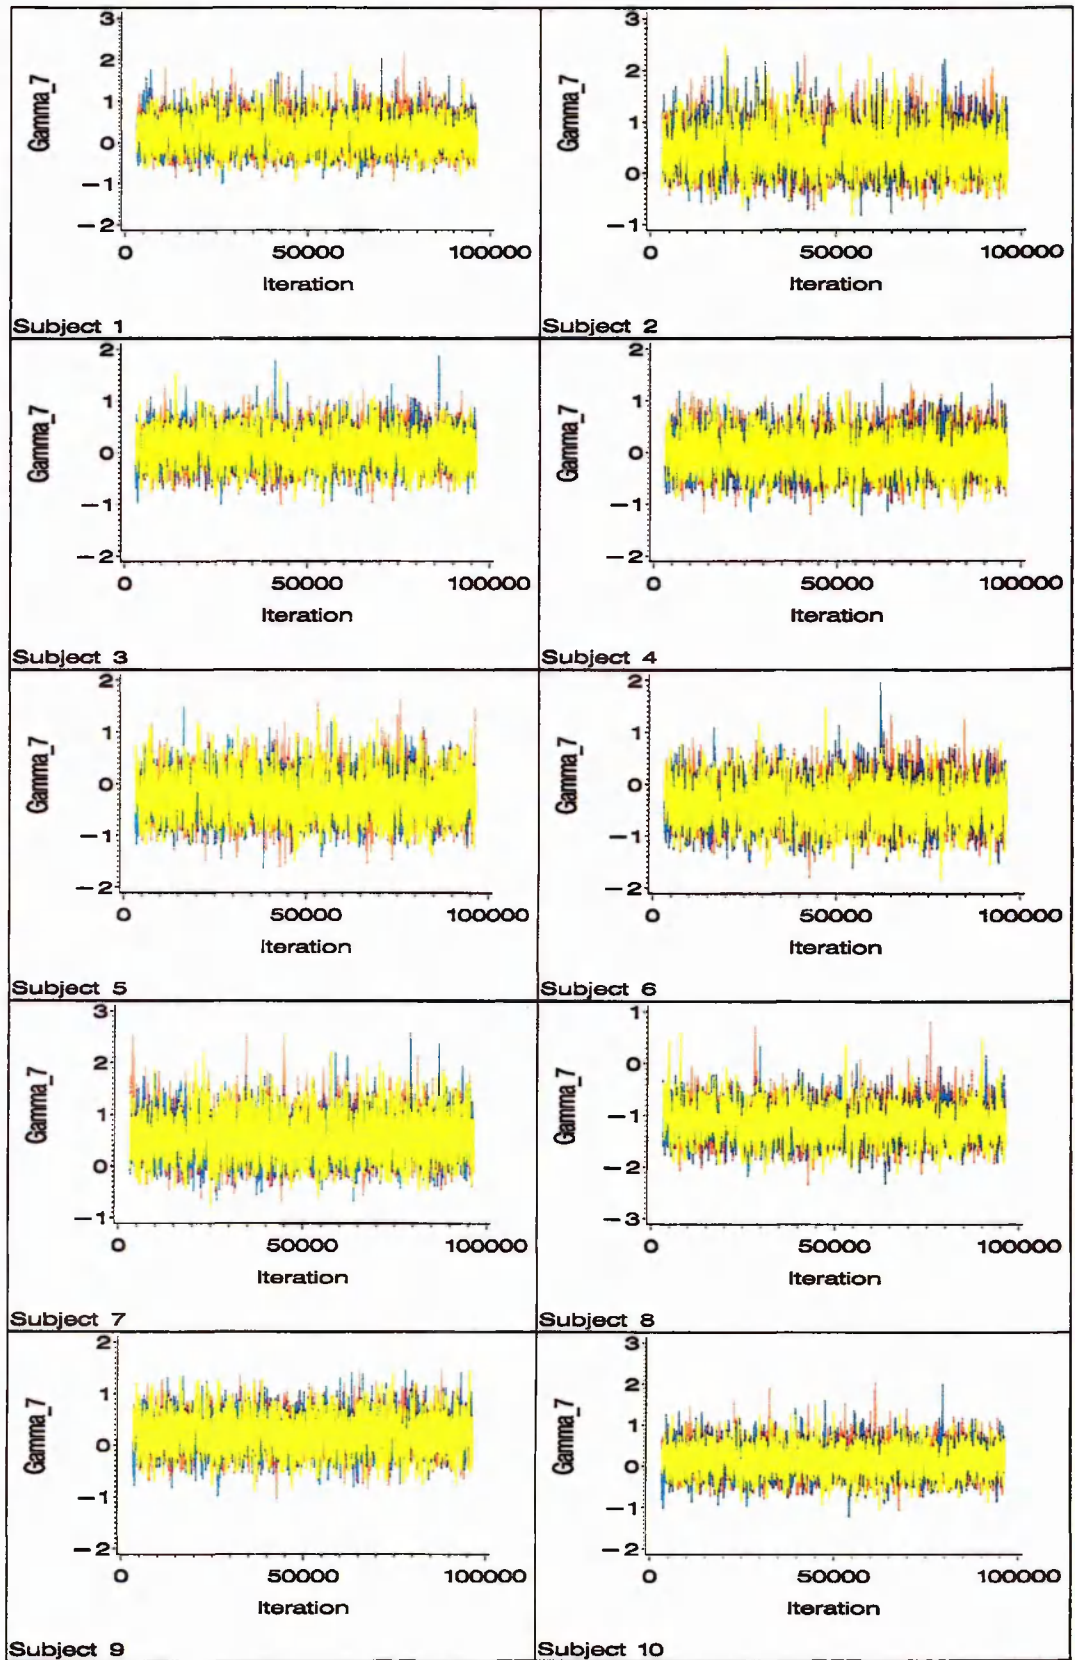 3
2
1
0
−1
−2
Gamma_7
0 50000 100000
Iteration
Subject 1
3
2
1
0
−1
Gamma_7
0 50000 100000
Iteration
Subject 2
2
1
0
−1
−2
Gamma_7
0 50000 100000
Iteration
Subject 3
2
1
0
−1
−2
Gamma_7
0 50000 100000
Iteration
Subject 4
2
1
0
−1
−2
Gamma_7
0 50000 100000
Iteration
Subject 5
2
1
0
−1
−2
Gamma_7
0 50000 100000
Iteration
Subject 6
3
2
1
0
−1
Gamma_7
0 50000 100000
Iteration
Subject 7
1
0
−1
−2
−3
Gamma_7
0 50000 100000
Iteration
Subject 8
2
1
0
−1
−2
Gamma_7
0 50000 100000
Iteration
Subject 9
3
2
1
0
−1
−2
Gamma_7
0 50000 100000
Iteration
Subject 10